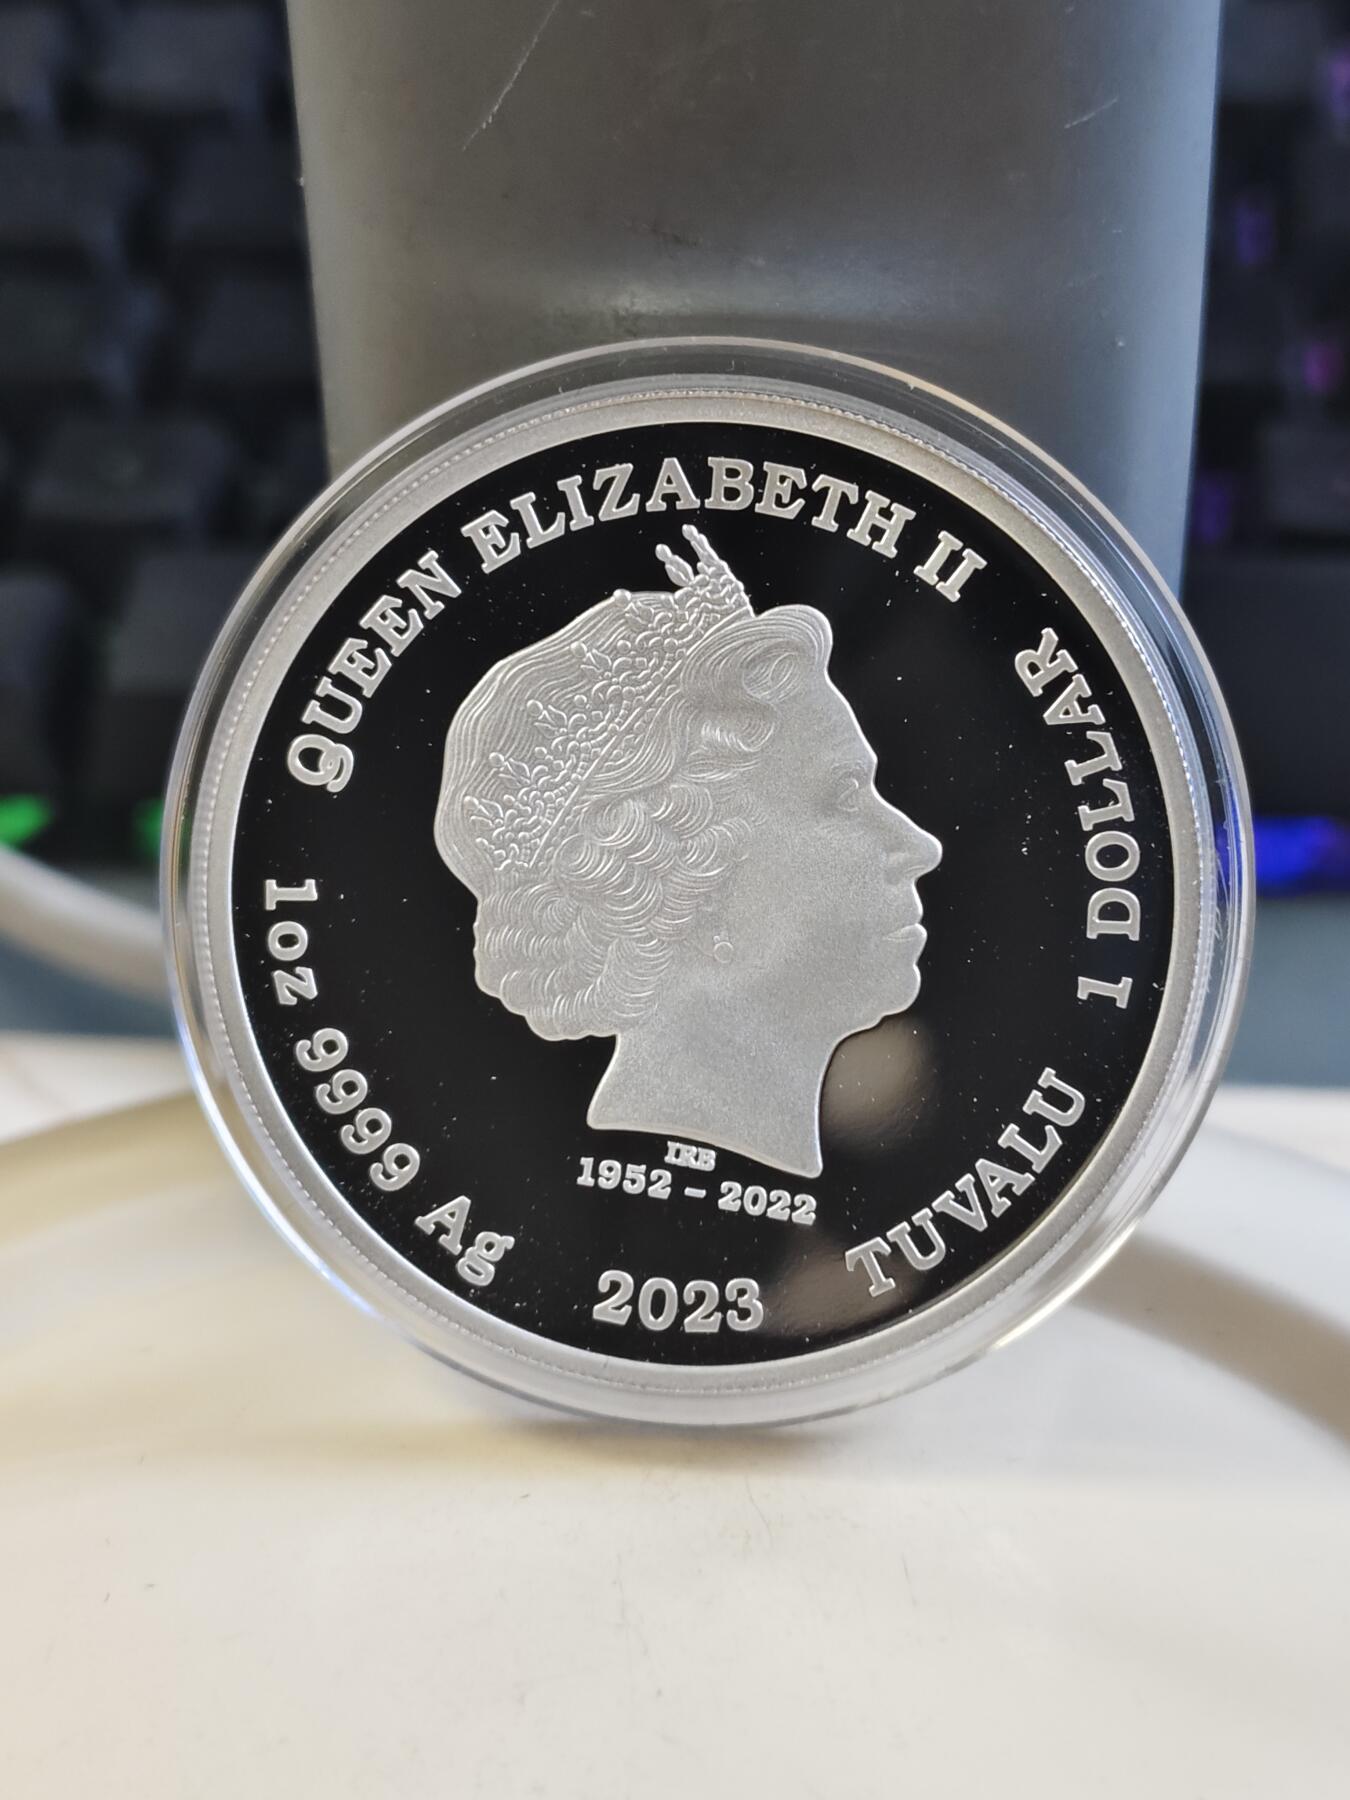 QUEEN ELIZABETH II
1 DOLLAR
TUVALU
1oz 9999 Ag
IRB
1952 – 2022
2023